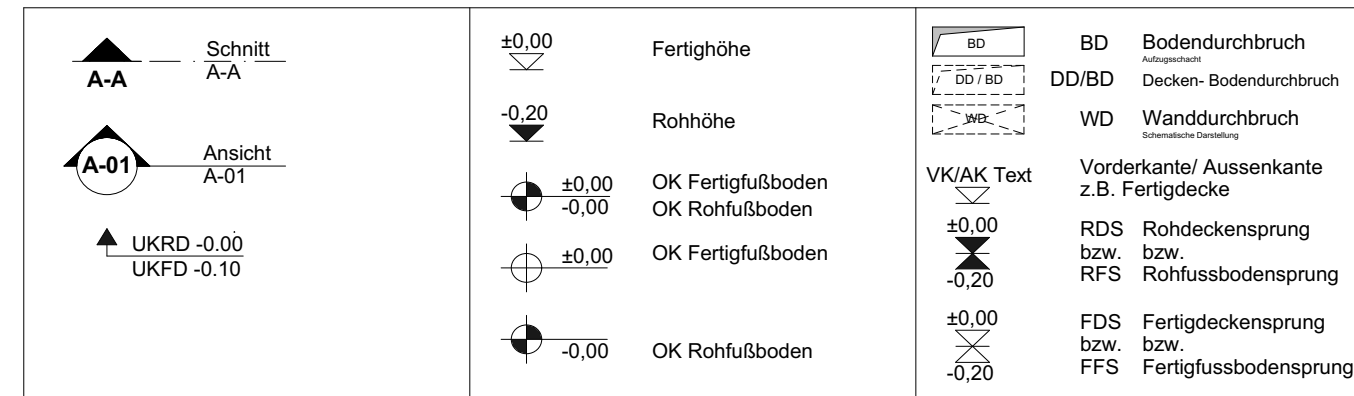 Schnitt
A-A
A-A
A-01
Ansicht
A-01
UKRD -0.00
UKFD -0.10
±0,00 Fertighöhe
-0,20 Rohhöhe
±0,00 OK Fertigfußboden
-0,00 OK Rohfußboden
±0,00 OK Fertigfußboden
-0,00 OK Rohfußboden
BD BD Bodendurchbruch
Aufzugsschacht
DD / BD DD/BD Decken- Bodendurchbruch
WD WD Wanddurchbruch
Schematische Darstellung
VK/AK Text Vorderkante/ Aussenkante
z.B. Fertigdecke
±0,00 RDS Rohdeckensprung
bzw. bzw.
-0,20 RFS Rohfussbodensprung
±0,00 FDS Fertigdeckensprung
bzw. bzw.
-0,20 FFS Fertigfussbodensprung